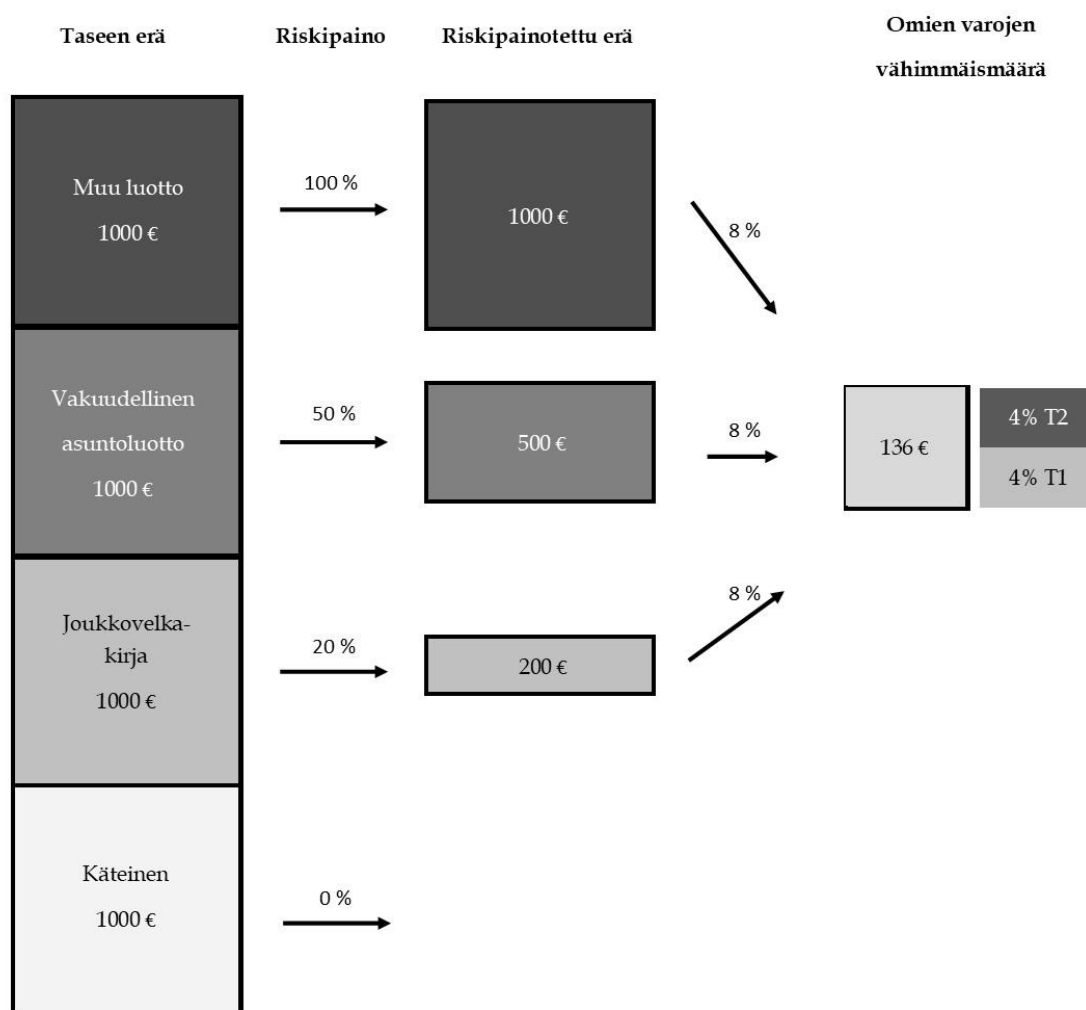 Taseen erä
Riskipaino
Riskipainotettu erä
Omien varojen
vähimmäismäärä
Muu luotto
1000 €
100 %
1000 €
8 %
Vakuudellinen
asuntoluotto
1000 €
50 %
500 €
8 %
136 €
4% T2
4% T1
Joukkovelka-
kirja
1000 €
20 %
200 €
8 %
Käteinen
1000 €
0 %